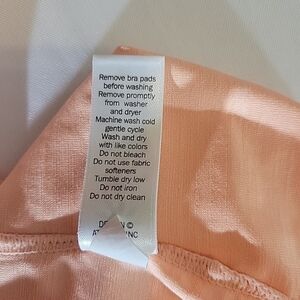 Remove bra pads
before washing
Remove promptly
from washer
and dryer
Machine wash cold
gentle cycle
Wash and dry
with like colors
Do not bleach
Do not use fabric
softeners
Tumble dry low
Do not iron
Do not dry clean
©
INC